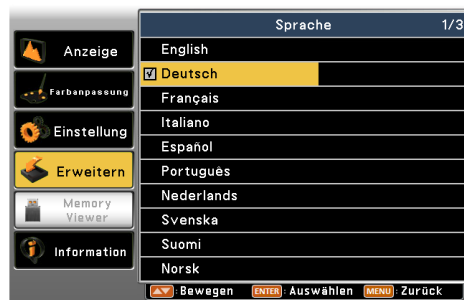 Sprache 1/3
Anzeige
Farbanpassung
Einstellung
Erweitern
Memory
Viewer
Information
English
Deutsch
Français
Italiano
Español
Português
Nederlands
Svenska
Suomi
Norsk
:Bewegen ENTER :Auswählen MENU :Zurück